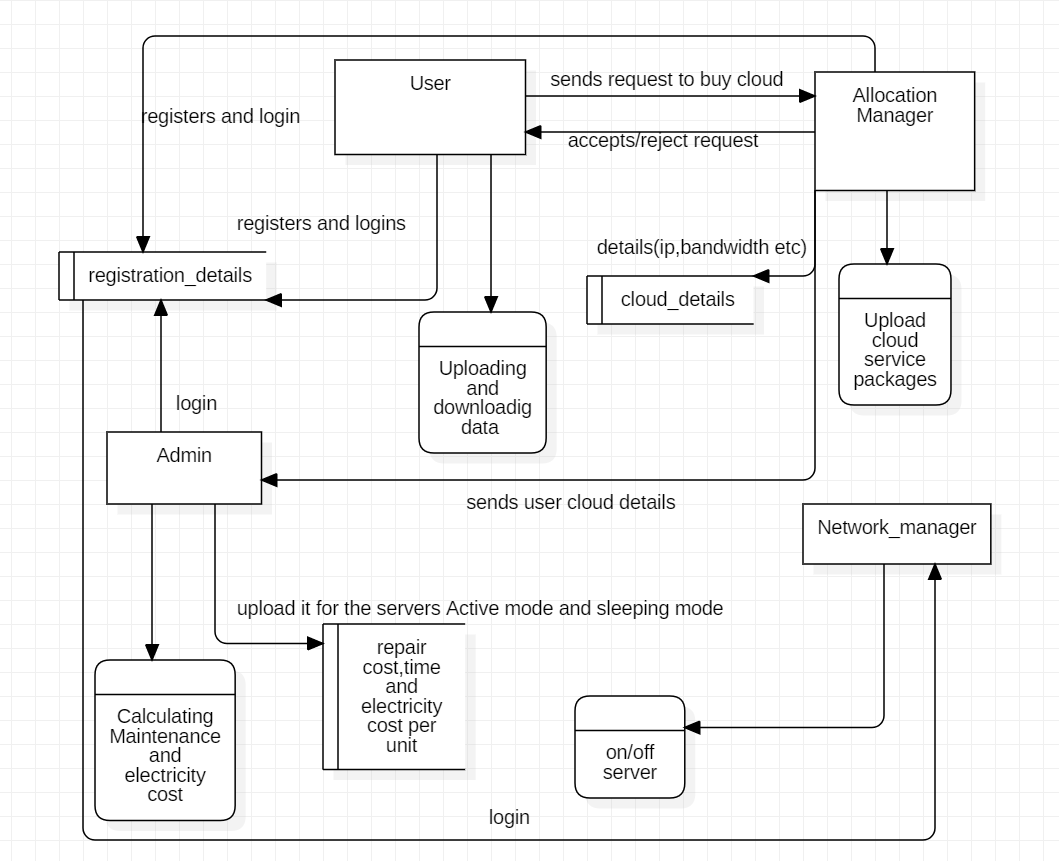 User
sends request to buy cloud
Allocation
Manager
registers and login
accepts/reject request
registers and logins
details(ip,bandwidth etc)
registration_details
cloud_details
Upload
cloud
service
packages
Uploading
and
downloadig
data
login
Admin
sends user cloud details
Network_manager
upload it for the servers Active mode and sleeping mode
repair
cost,time
and
electricity
cost per
unit
Calculating
Maintenance
and
electricity
cost
on/off
server
login